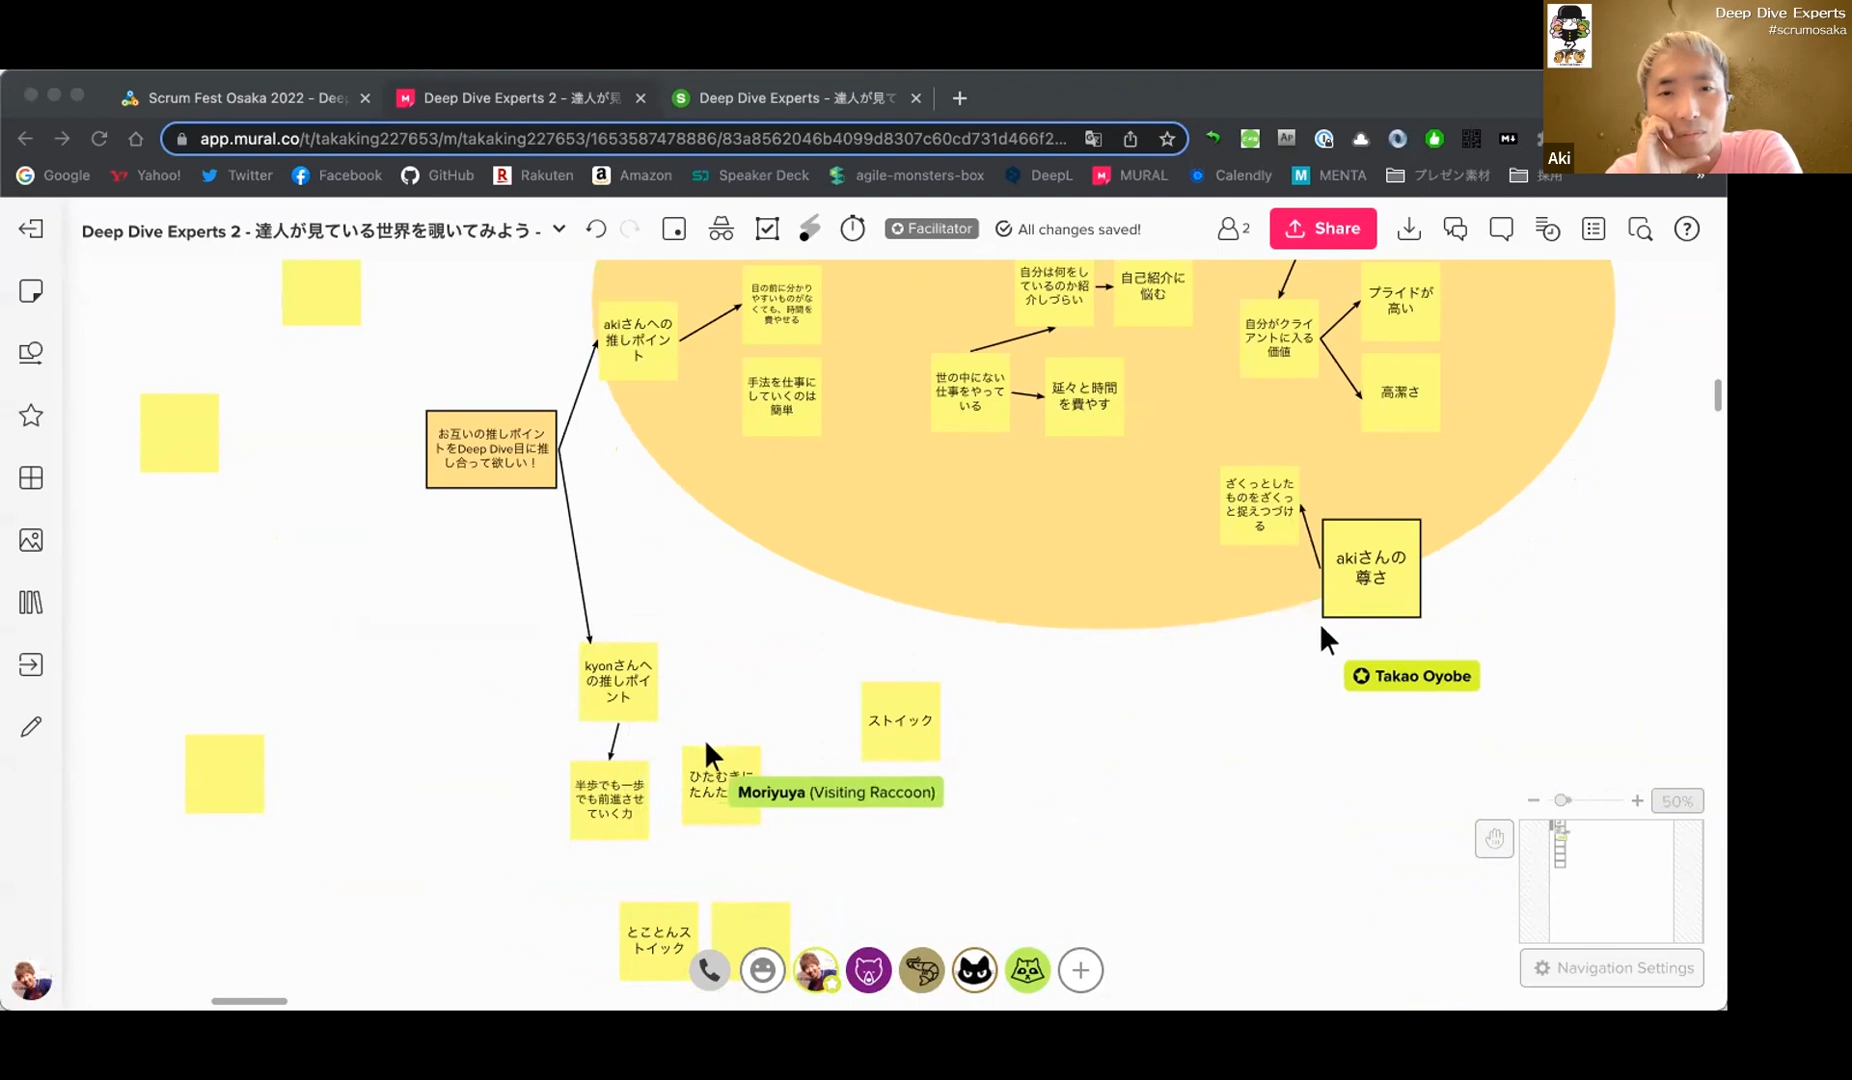 Deep Dive Experts
#scrumosaka
Aki
Scrum Fest Osaka 2022 - Deep
Deep Dive Experts 2 - 達人が見
Deep Dive Experts - 達人が見て
app.mural.co/t/takaking227653/m/takaking227653/1653587478886/83a8562046b4099d8307c60cd731d466f2...
Google
Yahoo!
Twitter
Facebook
GitHub
Rakuten
Amazon
Speaker Deck
agile-monsters-box
DeepL
MURAL
Calendly
MENTA
プレゼン素材
採用
»
Deep Dive Experts 2 - 達人が見ている世界を覗いてみよう -
Facilitator
All changes saved!
2
Share
akiさんへの
推しポイン
ト
目の前に分かり
やすいものがな
くても、時間を
費やせる
手法を仕事に
していくのは
簡単
自分は何をし
ているのか紹
介しづらい
自己紹介に
悩む
世の中にない
仕事をやって
いる
延々と時間
を費やす
自分がクライ
アントに入る
価値
プライドが
高い
高潔さ
お互いの推しポイン
トをDeep Dive目に推
し合って欲しい！
ざくっとした
ものをざくっ
と捉えつづけ
る
akiさんの
尊さ
Takao Oyobe
kyonさんへ
の推しポイ
ント
半歩でも一歩
でも前進させ
ていく力
ひたむきに
たんた
Moriyuya (Visiting Raccoon)
ストイック
とことんス
トイック
50%
Navigation Settings